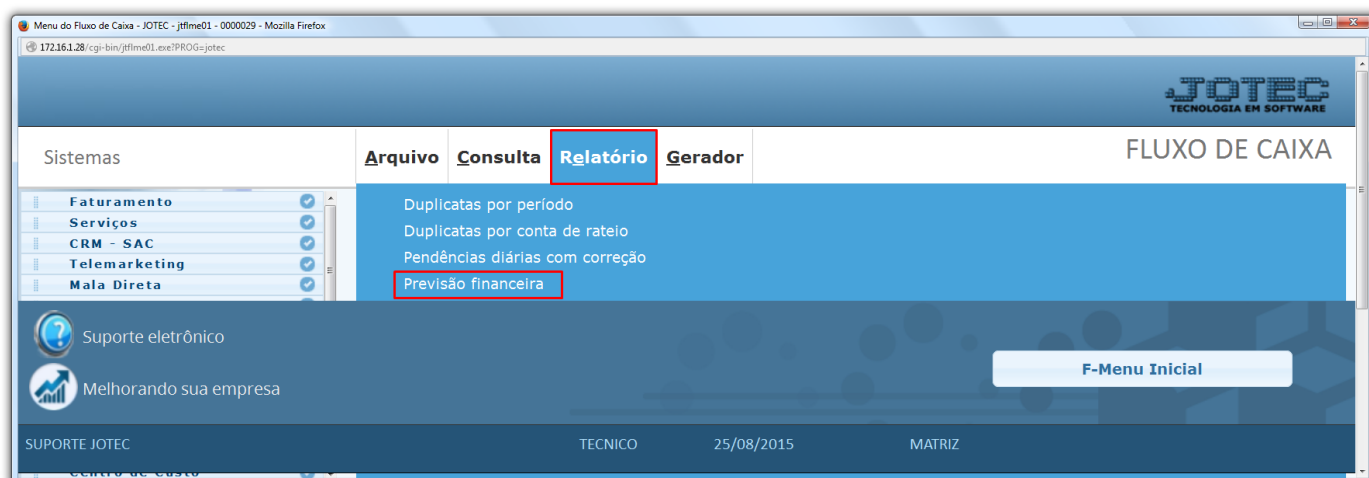 Menu do Fluxo de Caixa - JOTEC - jtflme01 - 0000029 - Mozilla Firefox
172.16.1.28/cgi-bin/jtflme01.exe?PROG=jotec
JOTEC
TECNOLOGIA EM SOFTWARE
Sistemas
Arquivo Consulta Relatório Gerador
FLUXO DE CAIXA
Faturamento
Serviços
CRM - SAC
Telemarketing
Mala Direta
Duplicatas por período
Duplicatas por conta de rateio
Pendências diárias com correção
Previsão financeira
Suporte eletrônico
Melhorando sua empresa
F-Menu Inicial
SUPORTE JOTEC TECNICO 25/08/2015 MATRIZ
Centro de Custo